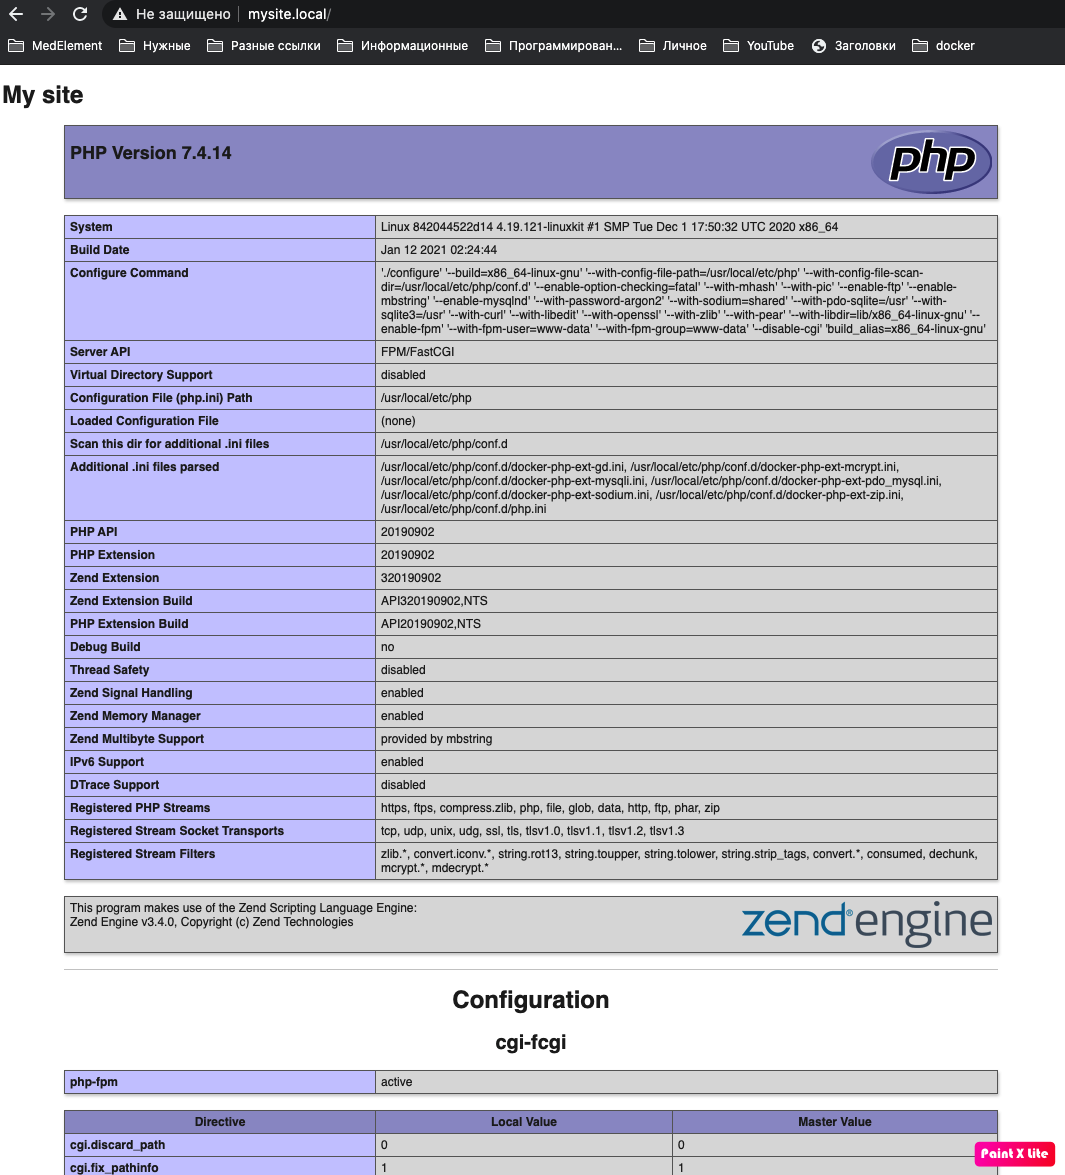 Не защищено mysite.local/
MedElement Нужные Разные ссылки Информационные Программирован... Личное YouTube Заголовки docker
My site
PHP Version 7.4.14
php
System Linux 842044522d14 4.19.121-linuxkit #1 SMP Tue Dec 1 17:50:32 UTC 2020 x86_64
Build Date Jan 12 2021 02:24:44
Configure Command './configure' '--build=x86_64-linux-gnu' '--with-config-file-path=/usr/local/etc/php' '--with-config-file-scan-
dir=/usr/local/etc/php/conf.d' '--enable-option-checking=fatal' '--with-mhash' '--with-pic' '--enable-ftp' '--enable-
mbstring' '--enable-mysqlnd' '--with-password-argon2' '--with-sodium=shared' '--with-pdo-sqlite=/usr' '--with-
sqlite3=/usr' '--with-curl' '--with-libedit' '--with-openssl' '--with-zlib' '--with-pear' '--with-libdir=lib/x86_64-linux-gnu' '--
enable-fpm' '--with-fpm-user=www-data' '--with-fpm-group=www-data' '--disable-cgi' 'build_alias=x86_64-linux-gnu'
Server API FPM/FastCGI
Virtual Directory Support disabled
Configuration File (php.ini) Path /usr/local/etc/php
Loaded Configuration File (none)
Scan this dir for additional .ini files /usr/local/etc/php/conf.d
Additional .ini files parsed /usr/local/etc/php/conf.d/docker-php-ext-gd.ini, /usr/local/etc/php/conf.d/docker-php-ext-mcrypt.ini,
/usr/local/etc/php/conf.d/docker-php-ext-mysqli.ini, /usr/local/etc/php/conf.d/docker-php-ext-pdo_mysql.ini,
/usr/local/etc/php/conf.d/docker-php-ext-sodium.ini, /usr/local/etc/php/conf.d/docker-php-ext-zip.ini,
/usr/local/etc/php/conf.d/php.ini
PHP API 20190902
PHP Extension 20190902
Zend Extension 320190902
Zend Extension Build API320190902,NTS
PHP Extension Build API20190902,NTS
Debug Build no
Thread Safety disabled
Zend Signal Handling enabled
Zend Memory Manager enabled
Zend Multibyte Support provided by mbstring
IPv6 Support enabled
DTrace Support disabled
Registered PHP Streams https, ftps, compress.zlib, php, file, glob, data, http, ftp, phar, zip
Registered Stream Socket Transports tcp, udp, unix, udg, ssl, tls, tlsv1.0, tlsv1.1, tlsv1.2, tlsv1.3
Registered Stream Filters zlib.*, convert.iconv.*, string.rot13, string.toupper, string.tolower, string.strip_tags, convert.*, consumed, dechunk,
mcrypt.*, mdecrypt.*
This program makes use of the Zend Scripting Language Engine:
Zend Engine v3.4.0, Copyright (c) Zend Technologies
zend® engine
Configuration
cgi-fcgi
php-fpm active
Directive Local Value Master Value
cgi.discard_path 0 0
cgi.fix_pathinfo 1 1
Paint X Lite